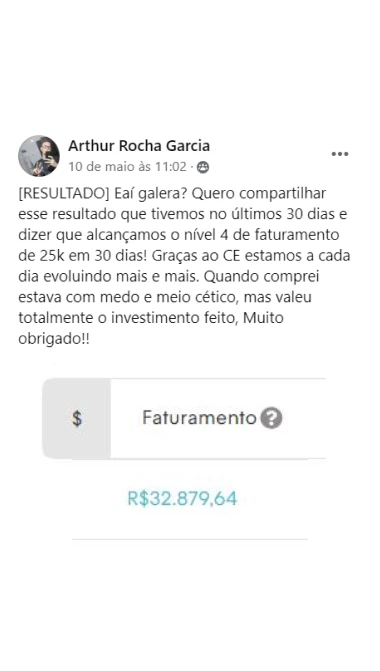 Arthur Rocha Garcia
10 de maio às 11:02 ·
[RESULTADO] Eaí galera? Quero compartilhar
esse resultado que tivemos no últimos 30 dias e
dizer que alcançamos o nível 4 de faturamento
de 25k em 30 dias! Graças ao CE estamos a cada
dia evoluindo mais e mais. Quando comprei
estava com medo e meio cético, mas valeu
totalmente o investimento feito, Muito
obrigado!!
$ Faturamento ?
R$32.879,64